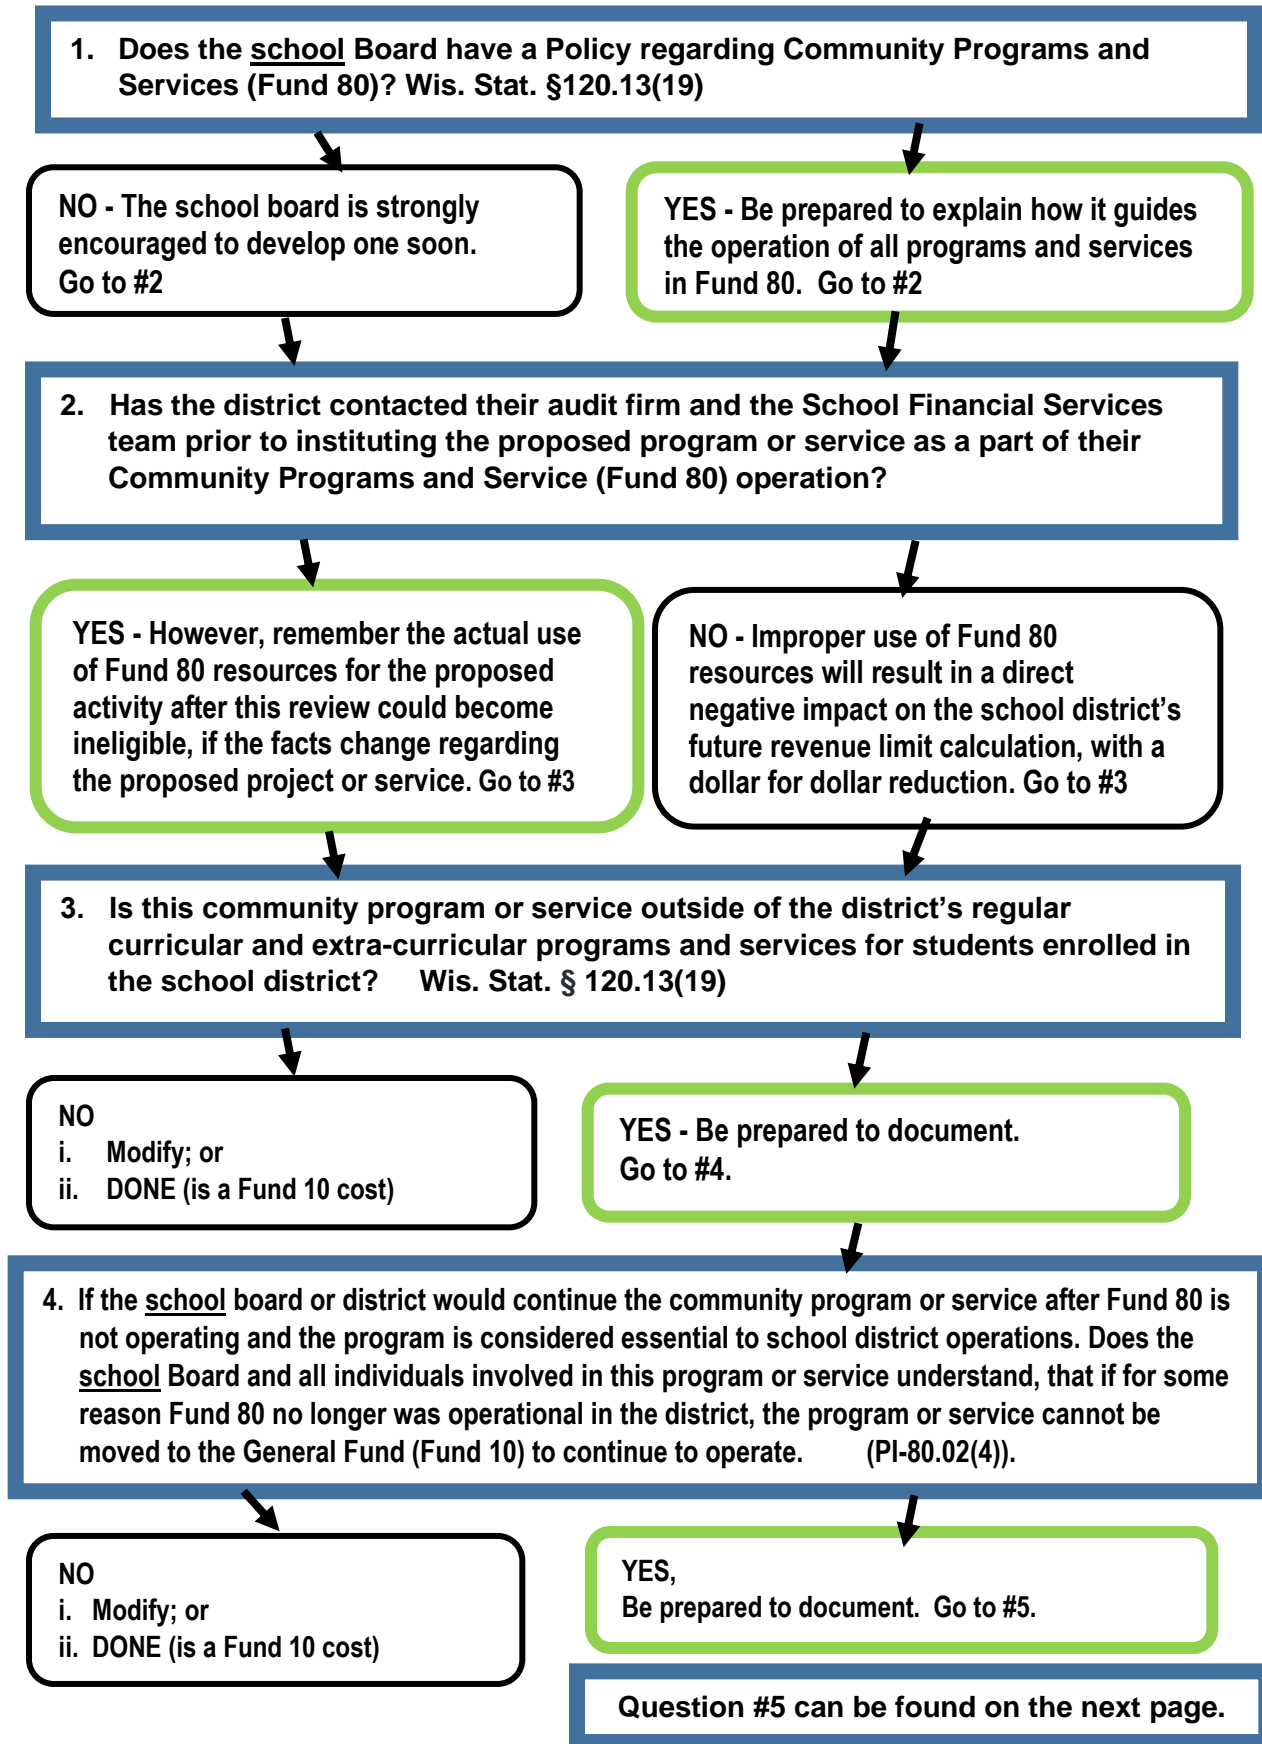 1. Does the school Board have a Policy regarding Community Programs and
Services (Fund 80)? Wis. Stat. §120.13(19)
NO - The school board is strongly
encouraged to develop one soon.
Go to #2
YES - Be prepared to explain how it guides
the operation of all programs and services
in Fund 80. Go to #2
2. Has the district contacted their audit firm and the School Financial Services
team prior to instituting the proposed program or service as a part of their
Community Programs and Service (Fund 80) operation?
YES - However, remember the actual use
of Fund 80 resources for the proposed
activity after this review could become
ineligible, if the facts change regarding
the proposed project or service. Go to #3
NO - Improper use of Fund 80
resources will result in a direct
negative impact on the school district's
future revenue limit calculation, with a
dollar for dollar reduction. Go to #3
3. Is this community program or service outside of the district's regular
curricular and extra-curricular programs and services for students enrolled in
the school district? Wis. Stat. § 120.13(19)
NO
i. Modify; or
ii. DONE (is a Fund 10 cost)
YES - Be prepared to document.
Go to #4.
4. If the school board or district would continue the community program or service after Fund 80 is
not operating and the program is considered essential to school district operations. Does the
school Board and all individuals involved in this program or service understand, that if for some
reason Fund 80 no longer was operational in the district, the program or service cannot be
moved to the General Fund (Fund 10) to continue to operate. (PI-80.02(4)).
NO
i. Modify; or
ii. DONE (is a Fund 10 cost)
YES,
Be prepared to document. Go to #5.
Question #5 can be found on the next page.